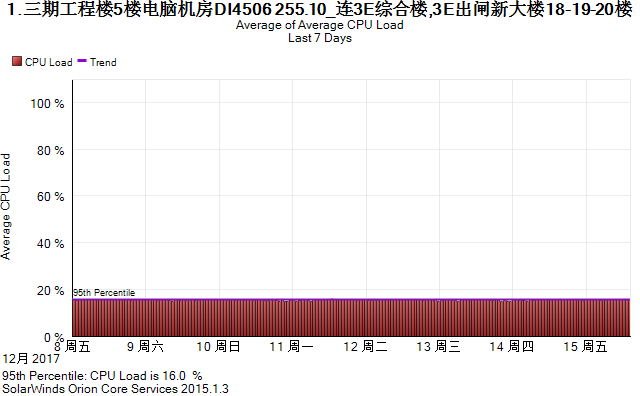 1.三期工程楼5楼电脑机房DI4506 255.10_连3E综合楼,3E出闸新大楼18-19-20楼
Average of Average CPU Load
Last 7 Days
CPU Load Trend
100 %
80 %
60 %
40 %
20 %
0 %
Average CPU Load
95th Percentile
8 周五 9 周六 10 周日 11 周一 12 周二 13 周三 14 周四 15 周五
12月 2017
95th Percentile: CPU Load is 16.0 %
SolarWinds Orion Core Services 2015.1.3